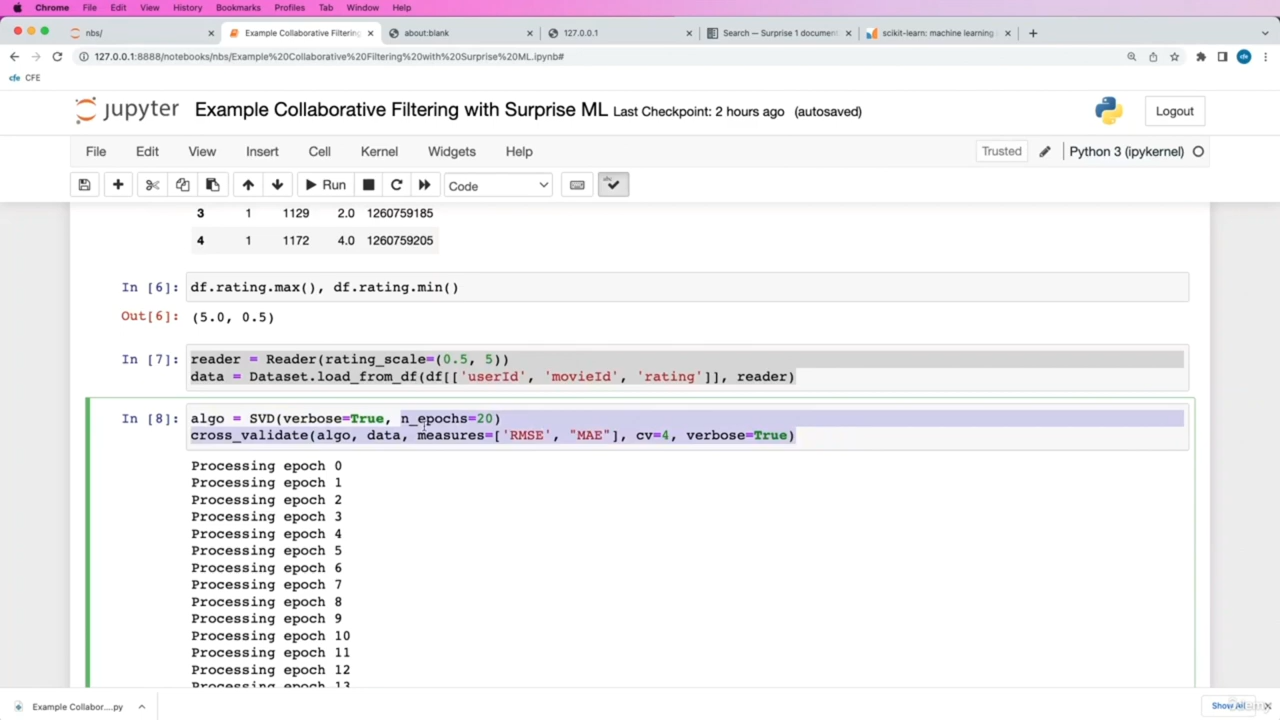 Chrome File Edit View History Bookmarks Profiles Tab Window Help
nbs/ Example Collaborative Filtering about:blank 127.0.0.1 Search — Surprise 1 document scikit-learn: machine learning
127.0.0.1:8888/notebooks/nbs/Example%20Collaborative%20Filtering%20with%20Surprise%20ML.ipynb#
cfe CFE
jupyter Example Collaborative Filtering with Surprise ML Last Checkpoint: 2 hours ago (autosaved) Logout
File Edit View Insert Cell Kernel Widgets Help Trusted Python 3 (ipykernel)
Run Code
3 1 1129 2.0 1260759185
4 1 1172 4.0 1260759205
In [6]: df.rating.max(), df.rating.min()
Out[6]: (5.0, 0.5)
In [7]: reader = Reader(rating_scale=(0.5, 5))
data = Dataset.load_from_df(df[['userId', 'movieId', 'rating']], reader)
In [8]: algo = SVD(verbose=True, n_epochs=20)
cross_validate(algo, data, measures=['RMSE', "MAE"], cv=4, verbose=True)
Processing epoch 0
Processing epoch 1
Processing epoch 2
Processing epoch 3
Processing epoch 4
Processing epoch 5
Processing epoch 6
Processing epoch 7
Processing epoch 8
Processing epoch 9
Processing epoch 10
Processing epoch 11
Processing epoch 12
Processing epoch 13
Example Collabor....py Show All